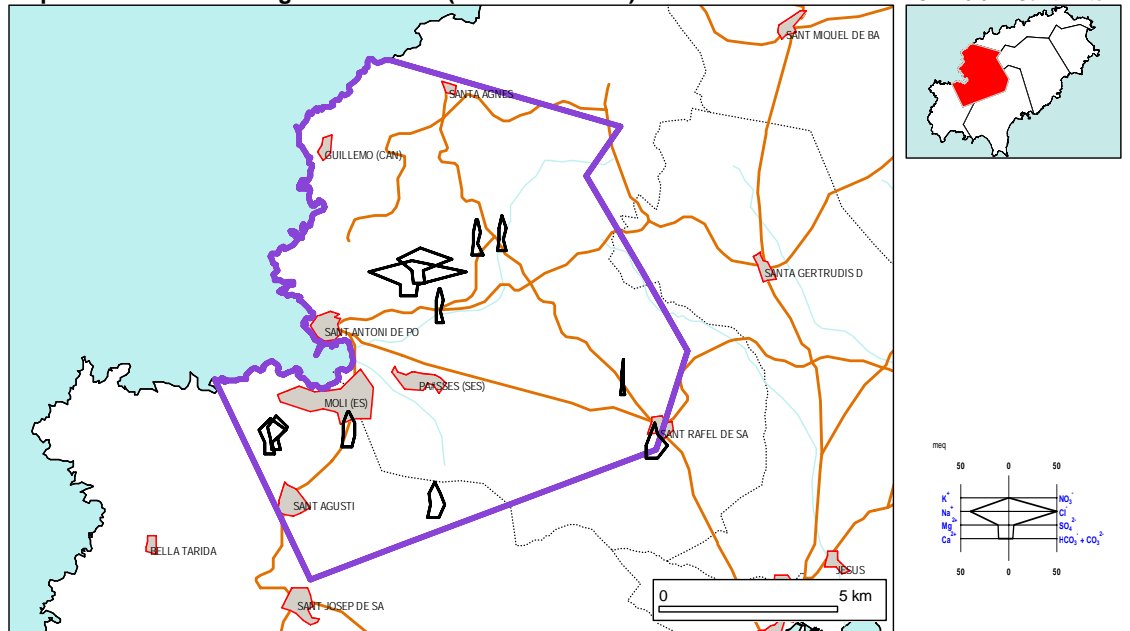 SANT MIQUEL DE BA
SANTA AGNES
GUILLEMO (CAN)
SANTA GERTRUDIS D
SANT ANTONI DE PO
PAÏSSES (SES)
MOLI (ES)
SANT RAFEL DE SA
SANT AGUSTI
BELLA TARIDA
JESUS
SANT JOSEP DE SA
0 5 km
meq
50 0 50
K+ NO3-
Na+ Cl-
Mg2+ SO42-
Ca2+ HCO3- + CO32-
50 0 50